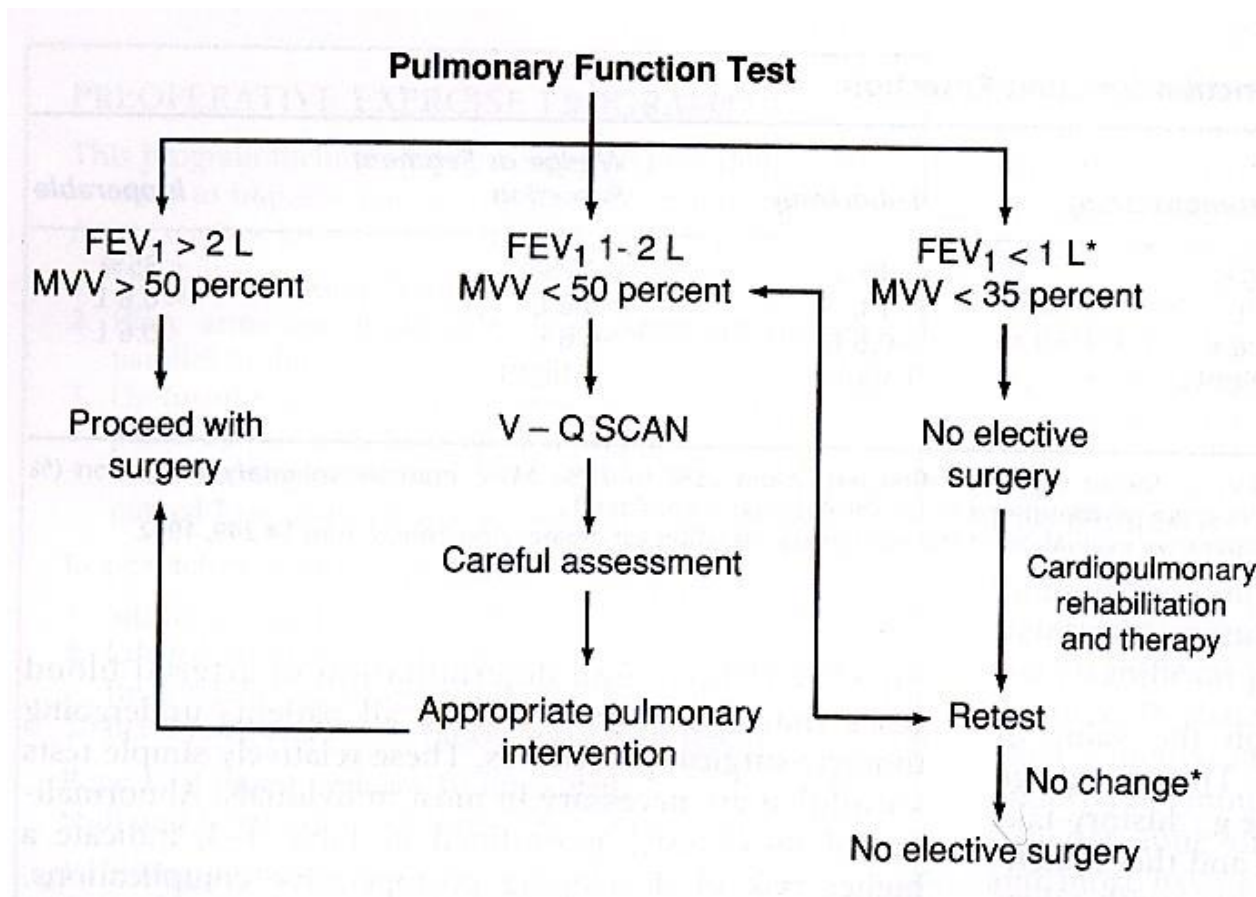 Pulmonary Function Test
FEV1 > 2 L
MVV > 50 percent
FEV1 1-2 L
MVV < 50 percent
FEV1 < 1 L*
MVV < 35 percent
Proceed with
surgery
V – Q SCAN
No elective
surgery
Careful assessment
Cardiopulmonary
rehabilitation
and therapy
Appropriate pulmonary
intervention
Retest
No change*
No elective surgery